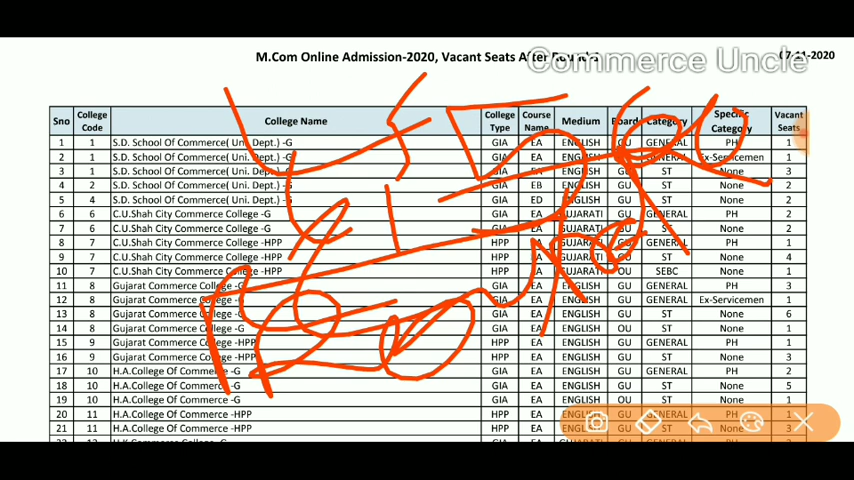 M.Com Online Admission-2020, Vacant Seats After
Commerce Uncle
07-11-2020
Sno College Code College Name College Type Course Name Medium Board Category Specific Category Vacant Seats
1 1 S.D. School Of Commerce( Uni. Dept.) -G GIA EA ENGLISH GU GENERAL PH 1
2 1 S.D. School Of Commerce( Uni. Dept.) -G GIA EA ENGLISH GENERAL Ex-Servicemen 1
3 1 S.D. School Of Commerce( Uni. Dept.) -G GIA EA ENGLISH GU ST None 3
4 2 S.D. School Of Commerce( Uni. Dept.) -G GIA EB ENGLISH GU ST None 2
5 4 S.D. School Of Commerce( Uni. Dept.) -G GIA ED ENGLISH GU ST None 2
6 6 C.U.Shah City Commerce College -G GIA EA GUJARATI GU GENERAL PH 2
7 6 C.U.Shah City Commerce College -G GIA EA GUJARATI GU ST None 2
8 7 C.U.Shah City Commerce College -HPP HPP EA GUJARATI GU GENERAL PH 1
9 7 C.U.Shah City Commerce College -HPP HPP EA GUJARATI GU ST None 4
10 7 C.U.Shah City Commerce College -HPP HPP EA GUJARATI OU SEBC None 1
11 8 Gujarat Commerce College -G GIA EA ENGLISH GU GENERAL PH 3
12 8 Gujarat Commerce College -G GIA EA ENGLISH GU GENERAL Ex-Servicemen 1
13 8 Gujarat Commerce College -G GIA EA ENGLISH GU ST None 6
14 8 Gujarat Commerce College -G GIA EA ENGLISH OU ST None 1
15 9 Gujarat Commerce College -HPP HPP EA ENGLISH GU GENERAL PH 1
16 9 Gujarat Commerce College -HPP HPP EA ENGLISH GU ST None 3
17 10 H.A.College Of Commerce -G GIA EA ENGLISH GU GENERAL PH 2
18 10 H.A.College Of Commerce -G GIA EA ENGLISH GU ST None 5
19 10 H.A.College Of Commerce -G GIA EA ENGLISH OU ST None 1
20 11 H.A.College Of Commerce -HPP HPP EA ENGLISH GU GENERAL PH 1
21 11 H.A.College Of Commerce -HPP HPP EA ENGLISH GU ST None 3